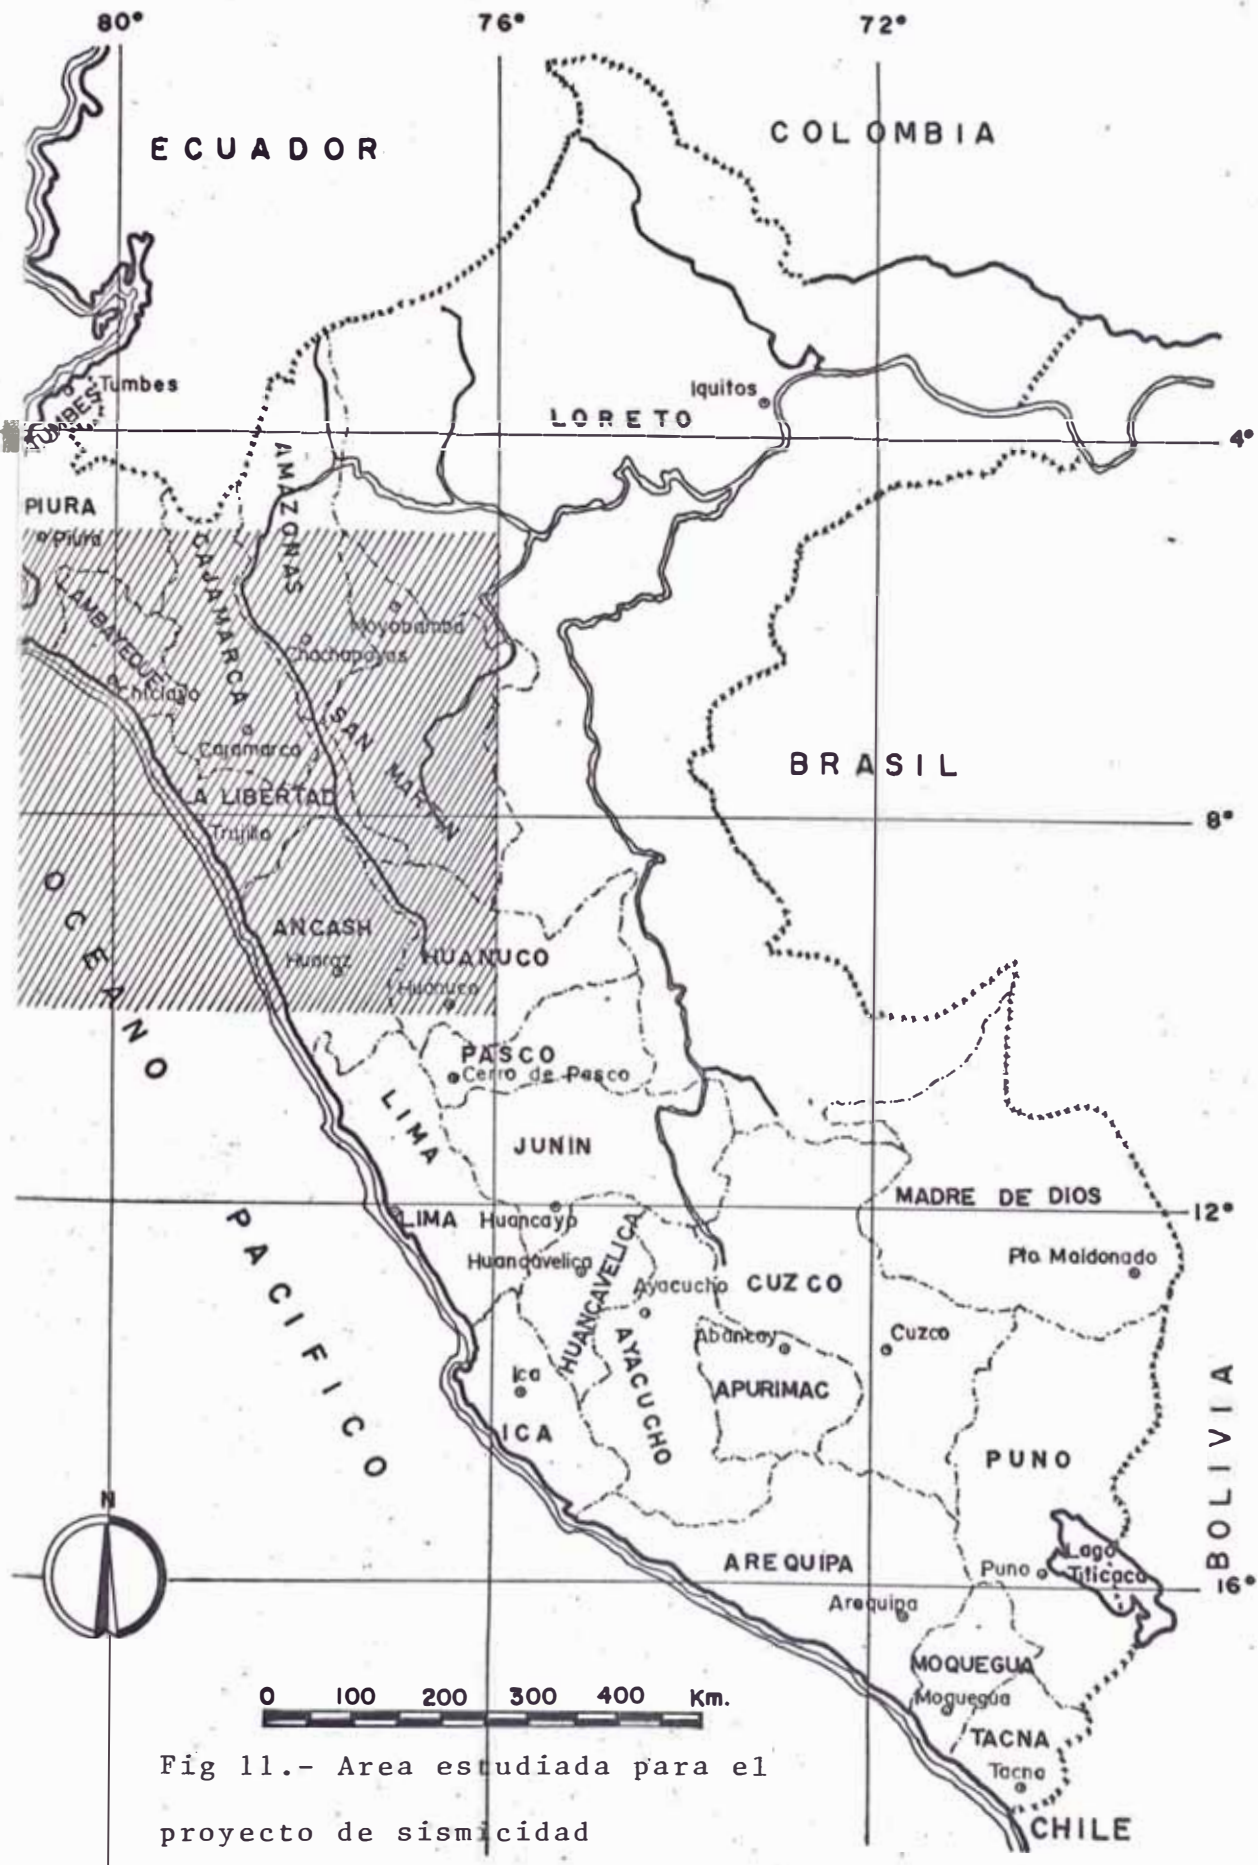 80° 76° 72°
ECUADOR
COLOMBIA
Tumbes
TUMBES
Iquitos
LORETO
4°
AMAZONAS
PIURA
Piura
CAJAMARCA
LAMBAYEQUE
Moyobamba
Chachapoyas
Chiclayo
SAN MARTIN
Cajamarca
BRASIL
LA LIBERTAD
8°
Trujillo
OCEANO PACIFICO
ANCASH
Huaraz
HUANUCO
Huanuco
PASCO
Cerro de Pasco
LIMA
JUNIN
MADRE DE DIOS
LIMA Huancayo
12°
Huancavelica
HUANCAVELICA
Pto. Maldonado
Ayacucho
CUZCO
AYACUCHO
Abancay
Cuzco
Ica
APURIMAC
ICA
PUNO
BOLIVIA
N
Lago
Titicaca
AREQUIPA
Puno
16°
Arequipa
MOQUEGUA
Moquegua
0 100 200 300 400 Km.
TACNA
Tacna
CHILE
Fig 11.- Area estudiada para el
proyecto de sismicidad